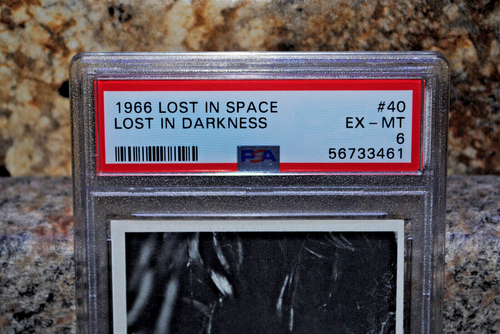 1966 LOST IN SPACE #40
LOST IN DARKNESS EX-MT
6
PSA 56733461